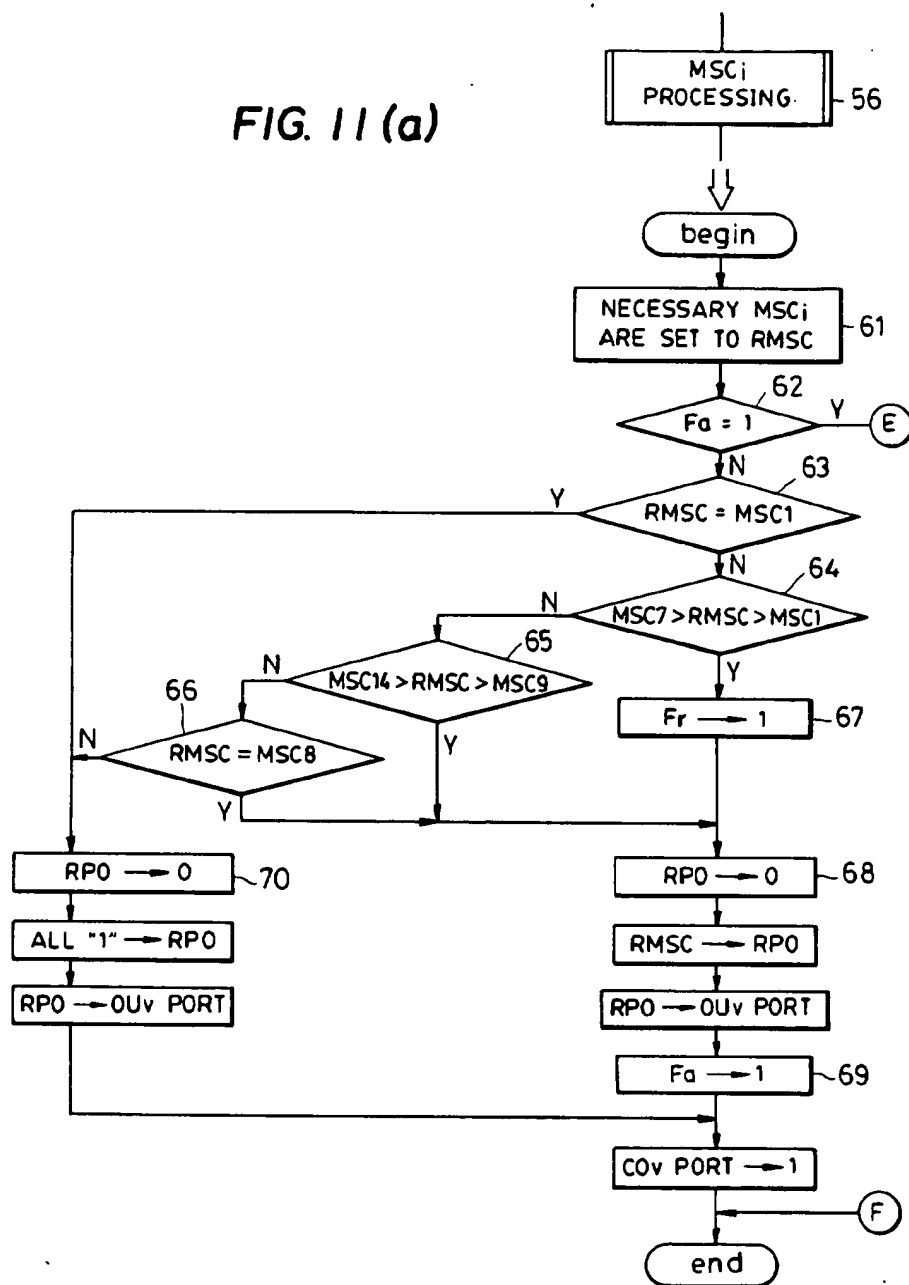 FIG. 11 (a)
MSCi
PROCESSING
56
begin
NECESSARY MSCi
ARE SET TO RMSC
61
62
Fa = 1
Y
E
N
63
Y
RMSC = MSC1
N
64
N
MSC7 > RMSC > MSC1
Y
65
N
MSC14 > RMSC > MSC9
Y
66
N
RMSC = MSC8
Y
Fr → 1
67
RPO → 0
70
ALL "1" → RPO
RPO → OUv PORT
RPO → 0
68
RMSC → RPO
RPO → OUv PORT
Fa → 1
69
COv PORT → 1
F
end